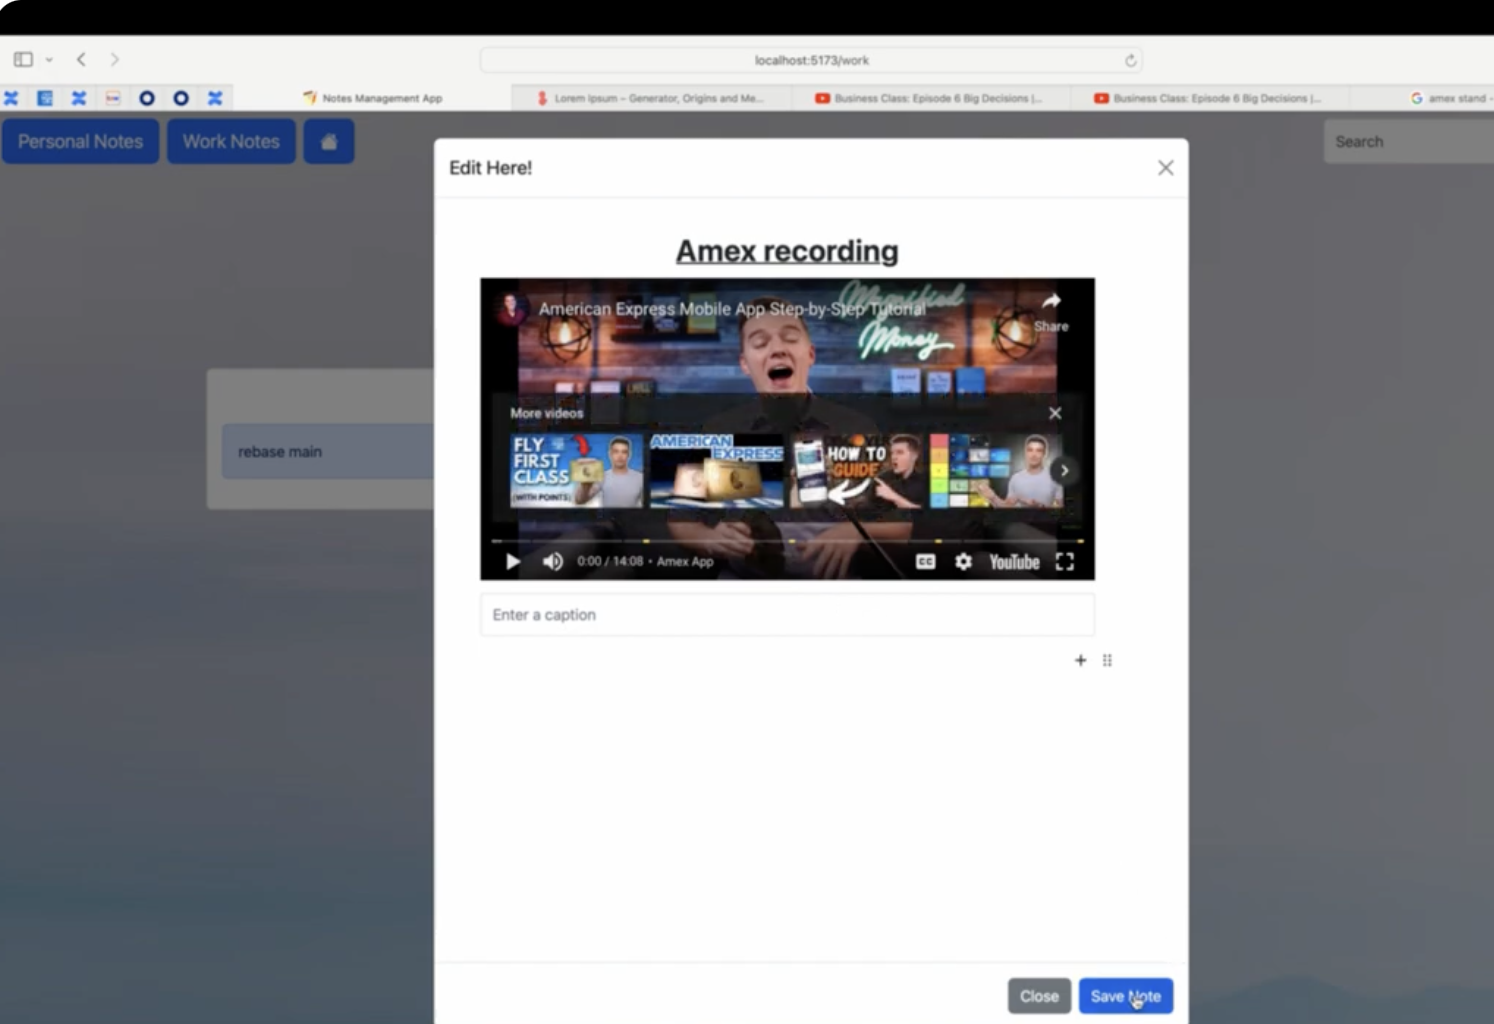 localhost:5173/work
Notes Management App
Lorem Ipsum – Generator, Origins and Me...
Business Class: Episode 6 Big Decisions |...
Business Class: Episode 6 Big Decisions |...
amex stand -
Personal Notes
Work Notes
Search
Edit Here!
rebase main
Amex recording
American Express Mobile App Step-by-Step Tutorial
Magnified
Money
Share
More videos
FLY
FIRST
CLASS
(WITH POINTS)
AMERICAN
EXPRESS
HOW TO
GUIDE
0:00 / 14:08 • Amex App
CC
YouTube
Enter a caption
Close
Save Note